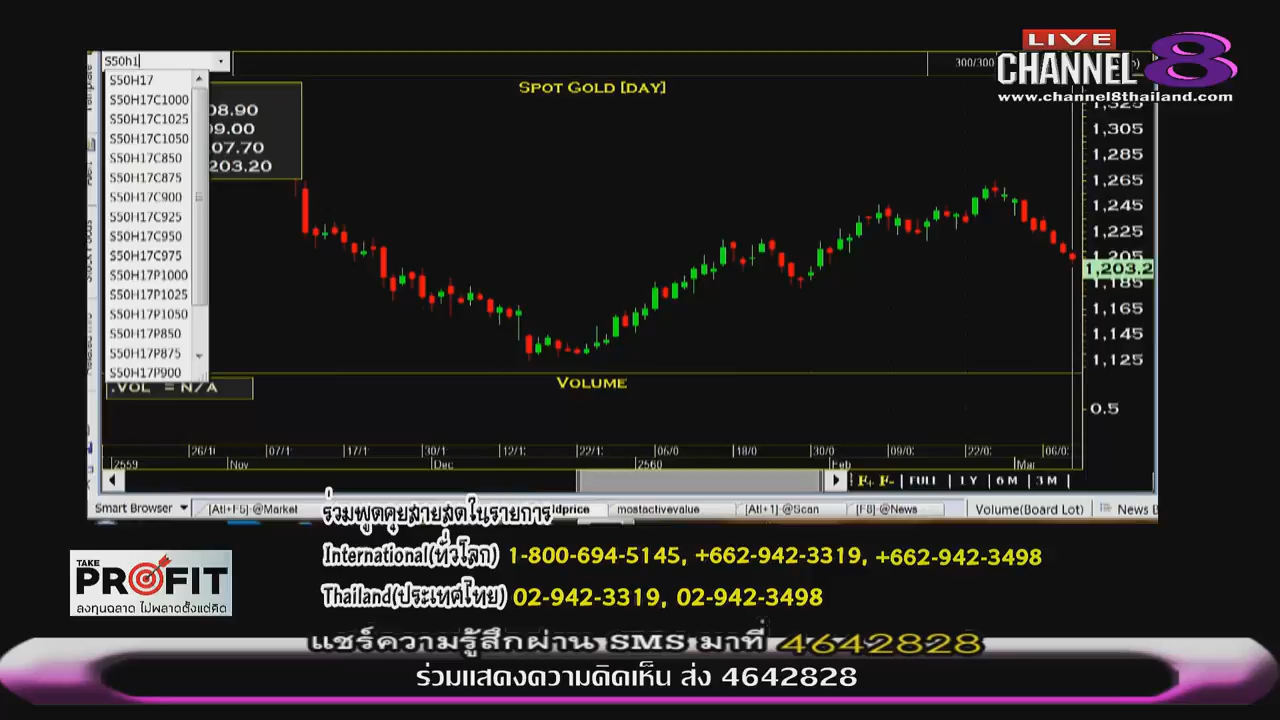 S50h1
300/300
LIVE
CHANNEL 8
www.channel8thailand.com
S50H17
S50H17C1000
S50H17C1025
S50H17C1050
S50H17C850
S50H17C875
S50H17C900
S50H17C925
S50H17C950
S50H17C975
S50H17P1000
S50H17P1025
S50H17P1050
S50H17P850
S50H17P875
S50H17P900
08.90
09.00
07.70
203.20
SPOT GOLD [DAY]
1,325
1,305
1,285
1,265
1,245
1,225
1,205
1,203.2
1,185
1,165
1,145
1,125
.VOL = N/A
VOLUME
0.5
26/10 07/1 17/1 30/1 12/1 22/1 06/0 18/0 30/0 09/0 22/0 06/0
2559 Nov Dec 2560 Feb Mar
F+ F- FULL 1 Y 6 M 3 M
Smart Browser [Atl+F5]-@Market ldprice mostactivevalue [Atl+1]-@Scan [F8]-@News Volume(Board Lot) News B
ร่วมพูดคุยสายสดในรายการ
International(ทั่วโลก) 1-800-694-5145, +662-942-3319, +662-942-3498
Thailand(ประเทศไทย) 02-942-3319, 02-942-3498
TAKE
PROFIT
ลงทุนฉลาด ไม่พลาดตั้งแต่คิด
แชร์ความรู้สึกผ่าน SMS มาที่ 4642828
ร่วมแสดงความคิดเห็น ส่ง 4642828